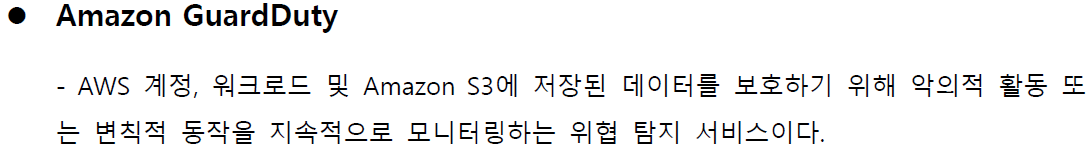 ● Amazon GuardDuty
- AWS 계정, 워크로드 및 Amazon S3에 저장된 데이터를 보호하기 위해 악의적 활동 또
는 변칙적 동작을 지속적으로 모니터링하는 위협 탐지 서비스이다.